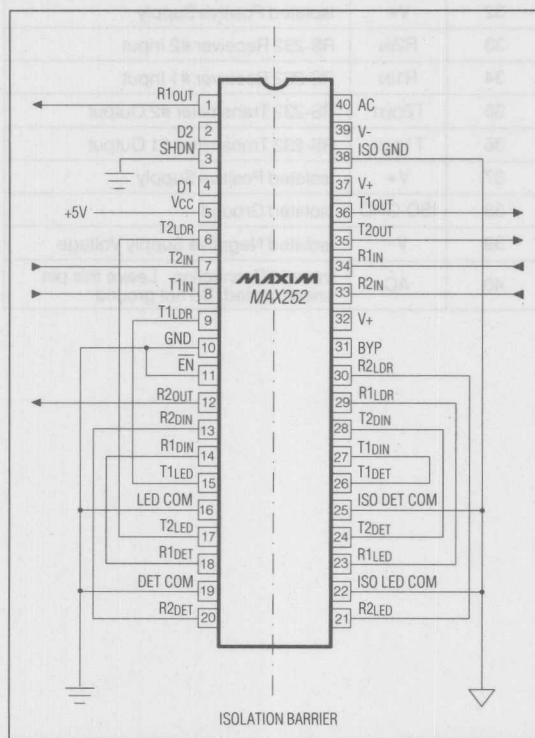 R1OUT 1 40 AC
D2 2 39 V-
SHDN 3 38 ISO GND
D1 4 37 V+
+5V VCC 5 36 T1OUT
T2LDR 6 35 T2OUT
T2IN 7 34 R1IN
T1IN 8 33 R2IN
MAXIM
MAX252
T1LDR 9 32 V+
GND 10 31 BYP
EN 11 30 R2LDR
R2OUT 12 29 R1LDR
R2DIN 13 28 T2DIN
R1DIN 14 27 T1DIN
T1LED 15 26 T1DET
LED COM 16 25 ISO DET COM
T2LED 17 24 T2DET
R1DET 18 23 R1LED
DET COM 19 22 ISO LED COM
R2DET 20 21 R2LED
ISOLATION BARRIER